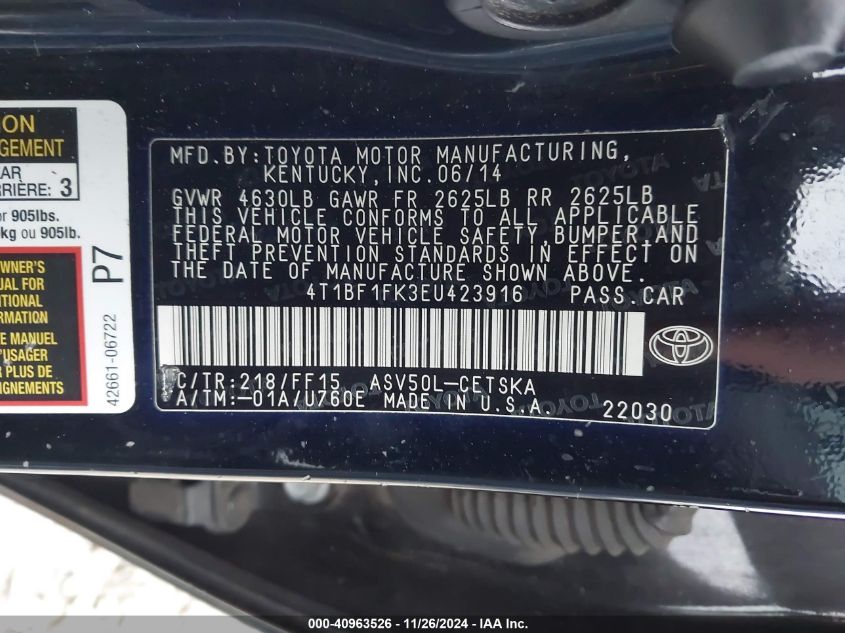 ION
GEMENT
AR
RRIÈRE: 3
or 905lbs.
kg ou 905lb.
OWNER'S
UAL FOR
TIONAL
RMATION
LE MANUEL
'USAGER
R PLUS DE
IGNEMENTS
P7
42661-06722
MFD.BY:TOYOTA MOTOR MANUFACTURING,
KENTUCKY,INC.06/14
GVWR 4630LB GAWR FR 2625LB RR 2625LB
THIS VEHICLE CONFORMS TO ALL APPLICABLE
FEDERAL MOTOR VEHICLE SAFETY,BUMPER,AND
THEFT PREVENTION STANDARDS IN EFFECT ON
THE DATE OF MANUFACTURE SHOWN ABOVE.
4T1BF1FK3EU423916 PASS.CAR
C/TR:218/FF15 ASV50L-CETSKA
A/TM:-01A/U760E MADE IN U.S.A. 22030
000-40963526 - 11/26/2024 - IAA Inc.